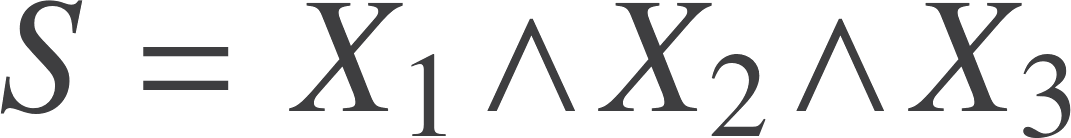 S = X₁ ∧ X₂ ∧ X₃